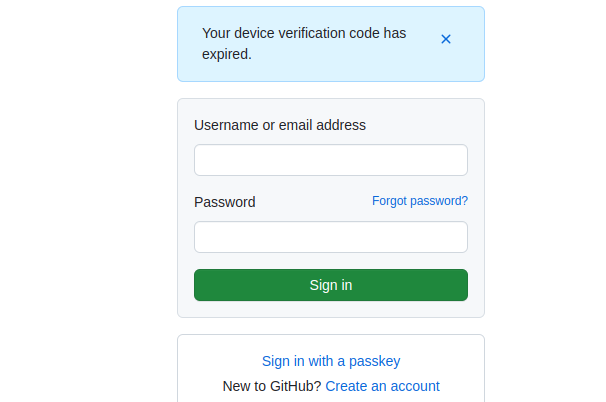 Your device verification code has
expired.
Username or email address
Password
Forgot password?
Sign in
Sign in with a passkey
New to GitHub? Create an account